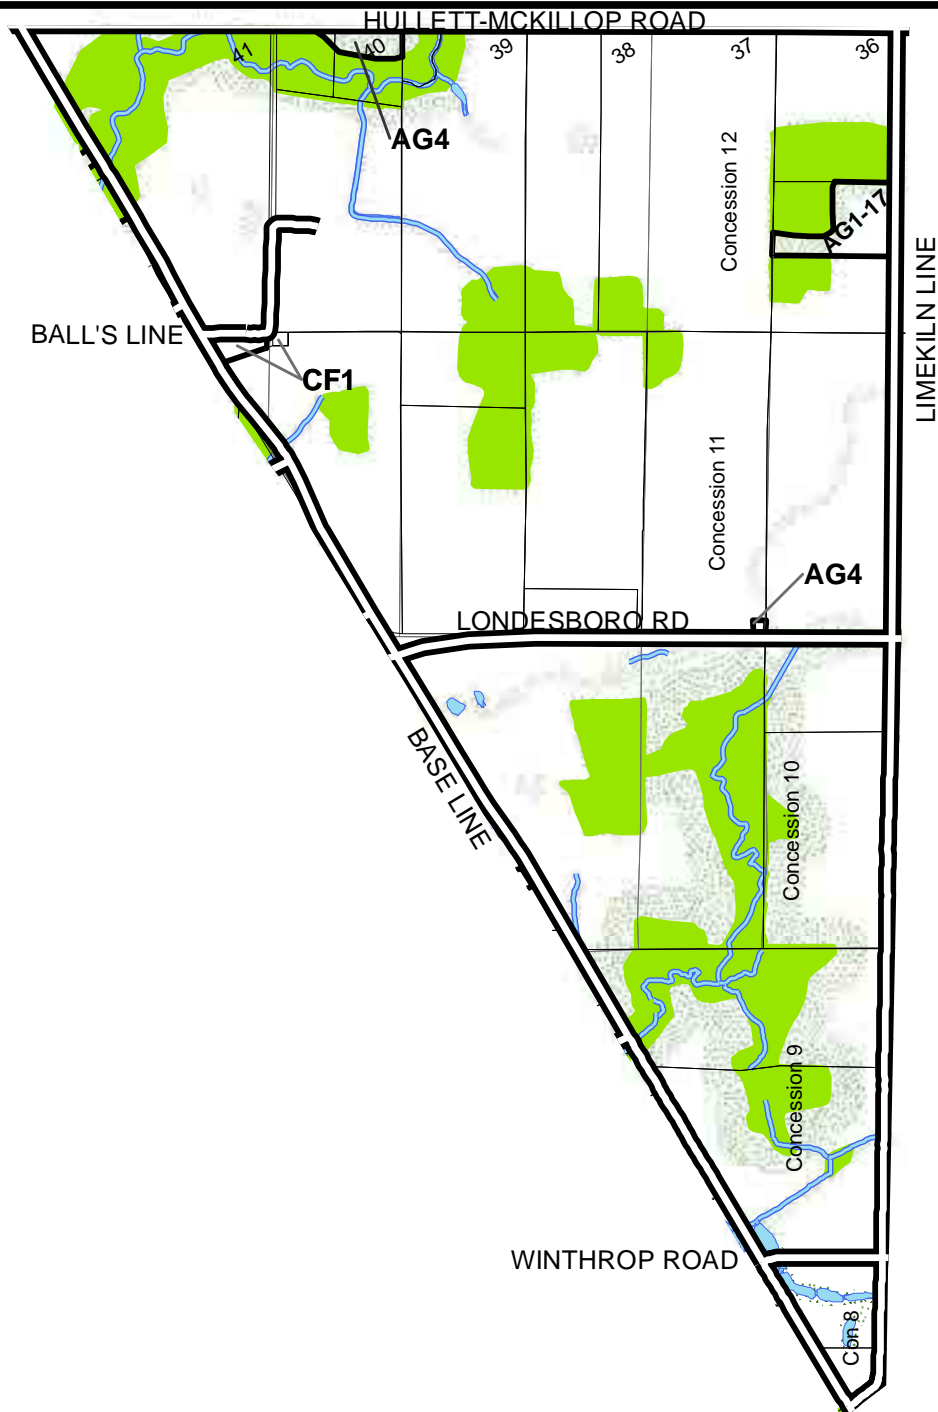 HULLETT-MCKILLOP ROAD
41
40
39
38
37
36
AG4
Concession 12
AG1-17
LIMEKILN LINE
BALL'S LINE
CF1
Concession 11
AG4
LONDESBORO RD
BASE LINE
Concession 10
Concession 9
WINTHROP ROAD
Con 8